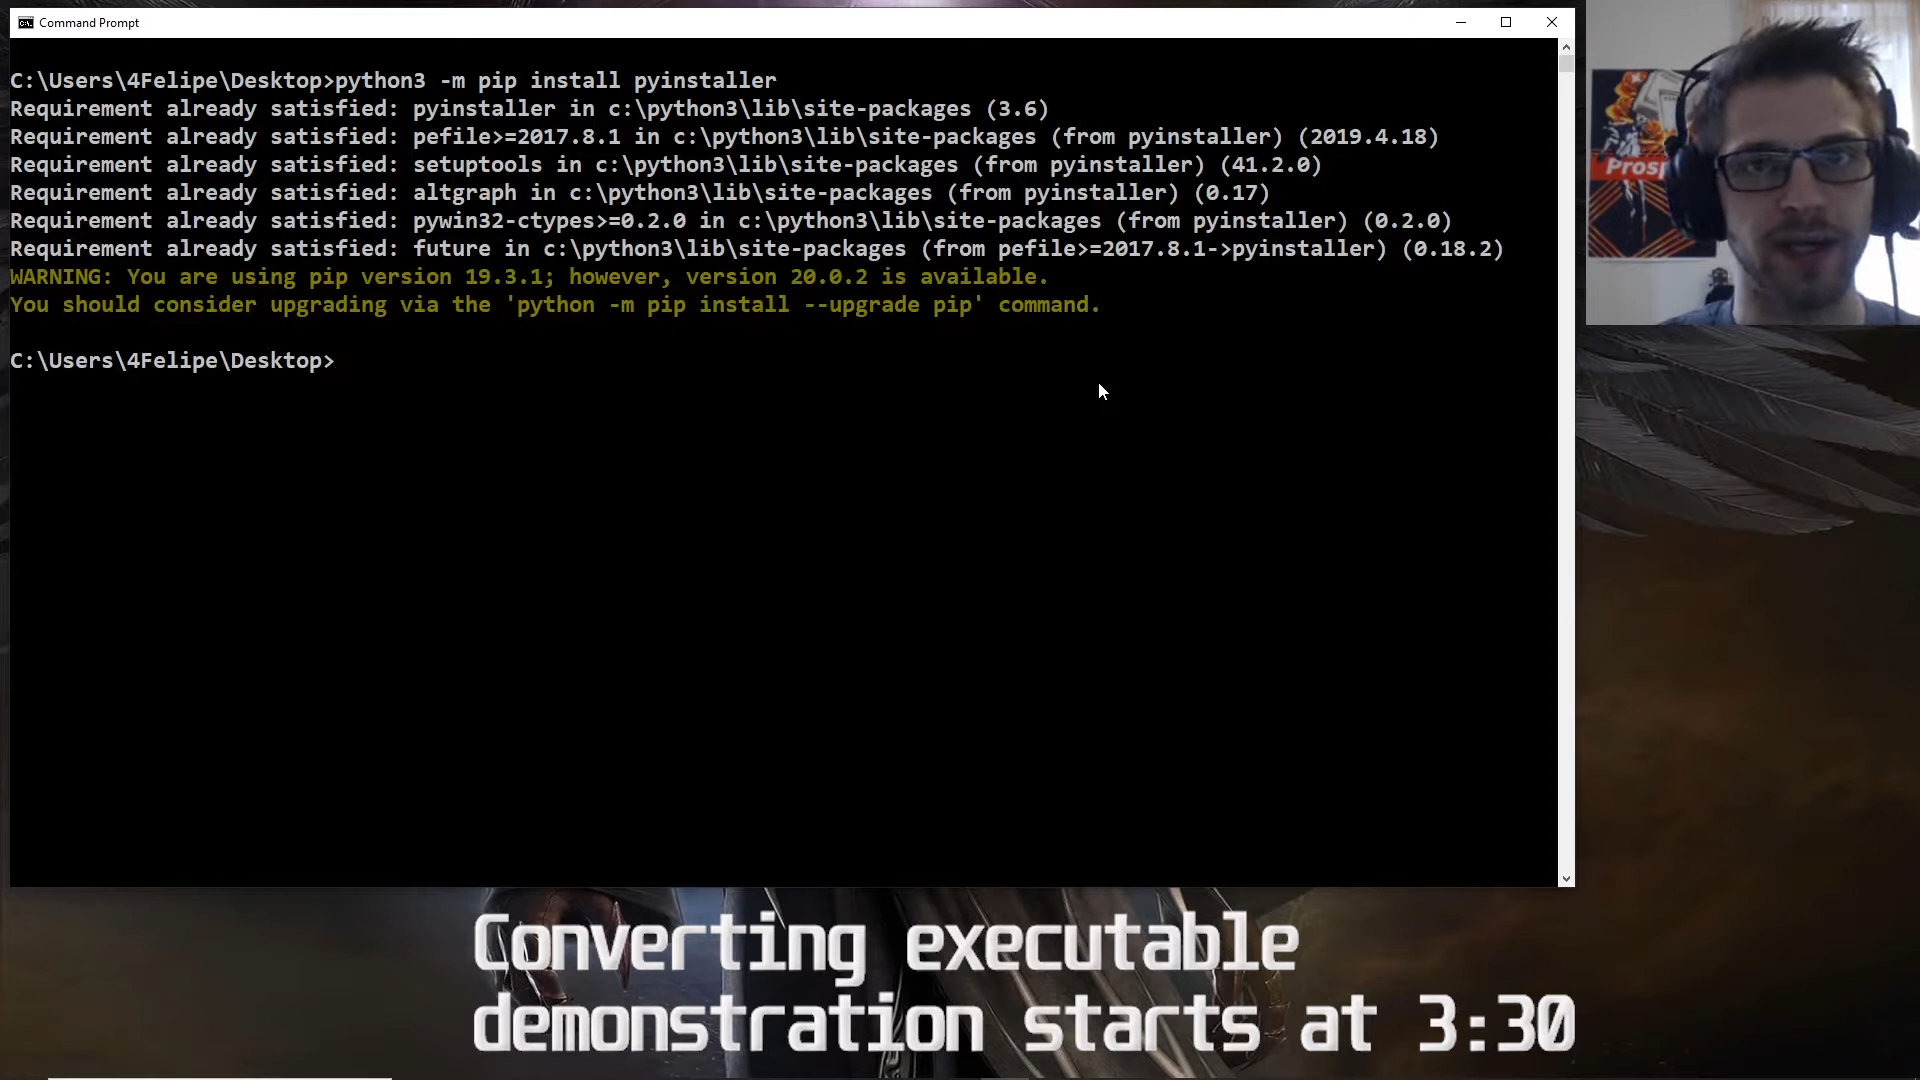 Command Prompt
C:\Users\4Felipe\Desktop>python3 -m pip install pyinstaller
Requirement already satisfied: pyinstaller in c:\python3\lib\site-packages (3.6)
Requirement already satisfied: pefile>=2017.8.1 in c:\python3\lib\site-packages (from pyinstaller) (2019.4.18)
Requirement already satisfied: setuptools in c:\python3\lib\site-packages (from pyinstaller) (41.2.0)
Requirement already satisfied: altgraph in c:\python3\lib\site-packages (from pyinstaller) (0.17)
Requirement already satisfied: pywin32-ctypes>=0.2.0 in c:\python3\lib\site-packages (from pyinstaller) (0.2.0)
Requirement already satisfied: future in c:\python3\lib\site-packages (from pefile>=2017.8.1->pyinstaller) (0.18.2)
WARNING: You are using pip version 19.3.1; however, version 20.0.2 is available.
You should consider upgrading via the 'python -m pip install --upgrade pip' command.
C:\Users\4Felipe\Desktop>
Prosp
Converting executable
demonstration starts at 3:30